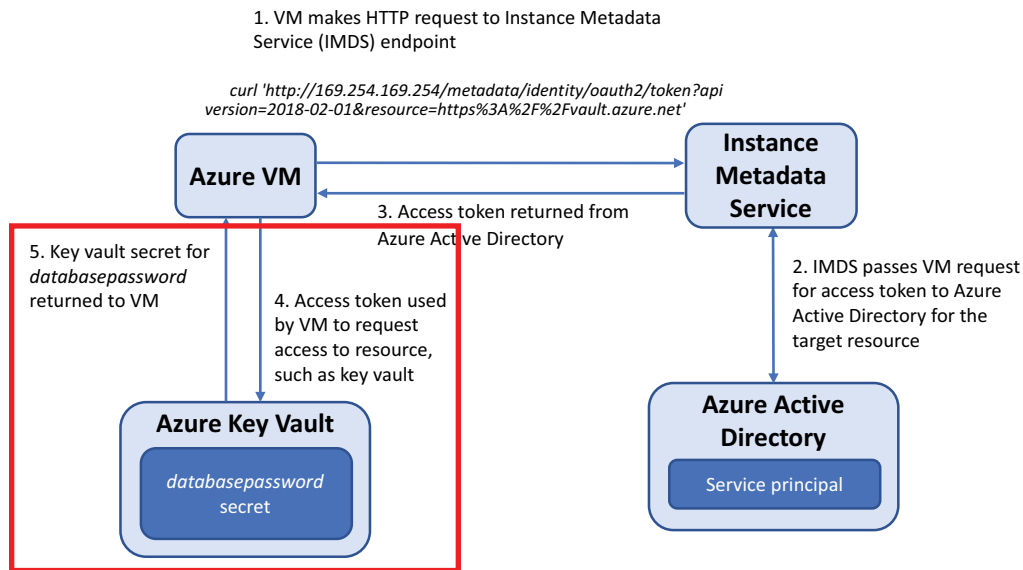 1. VM makes HTTP request to Instance Metadata
Service (IMDS) endpoint
curl 'http://169.254.169.254/metadata/identity/oauth2/token?api
version=2018-02-01&resource=https%3A%2F%2Fvault.azure.net'
Azure VM
Instance
Metadata
Service
3. Access token returned from
Azure Active Directory
5. Key vault secret for
databasepassword
returned to VM
4. Access token used
by VM to request
access to resource,
such as key vault
2. IMDS passes VM request
for access token to Azure
Active Directory for the
target resource
Azure Key Vault
databasepassword
secret
Azure Active
Directory
Service principal